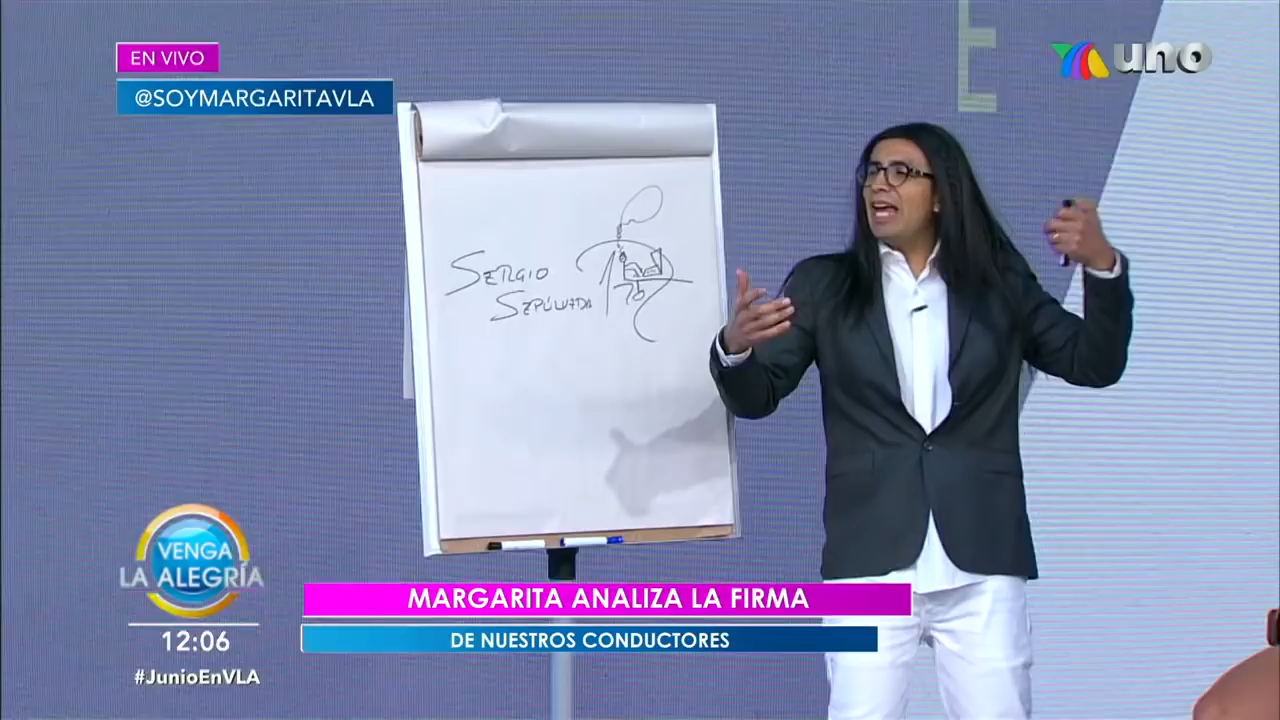 EN VIVO
@SOYMARGARITAVLA
E
uno
SERGIO
SEPÚLVEDA
VENGA
LA ALEGRÍA
12:06
#JunioEnVLA
MARGARITA ANALIZA LA FIRMA
DE NUESTROS CONDUCTORES